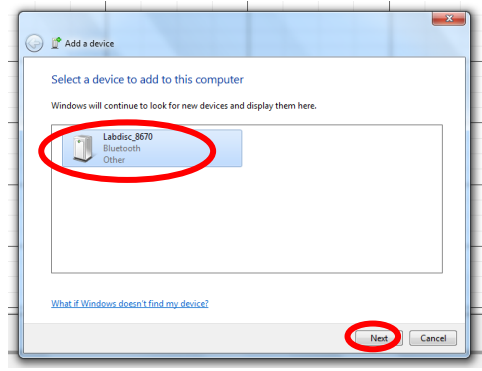 Add a device
Select a device to add to this computer
Windows will continue to look for new devices and display them here.
Labdisc_8670
Bluetooth
Other
What if Windows doesn't find my device?
Next
Cancel